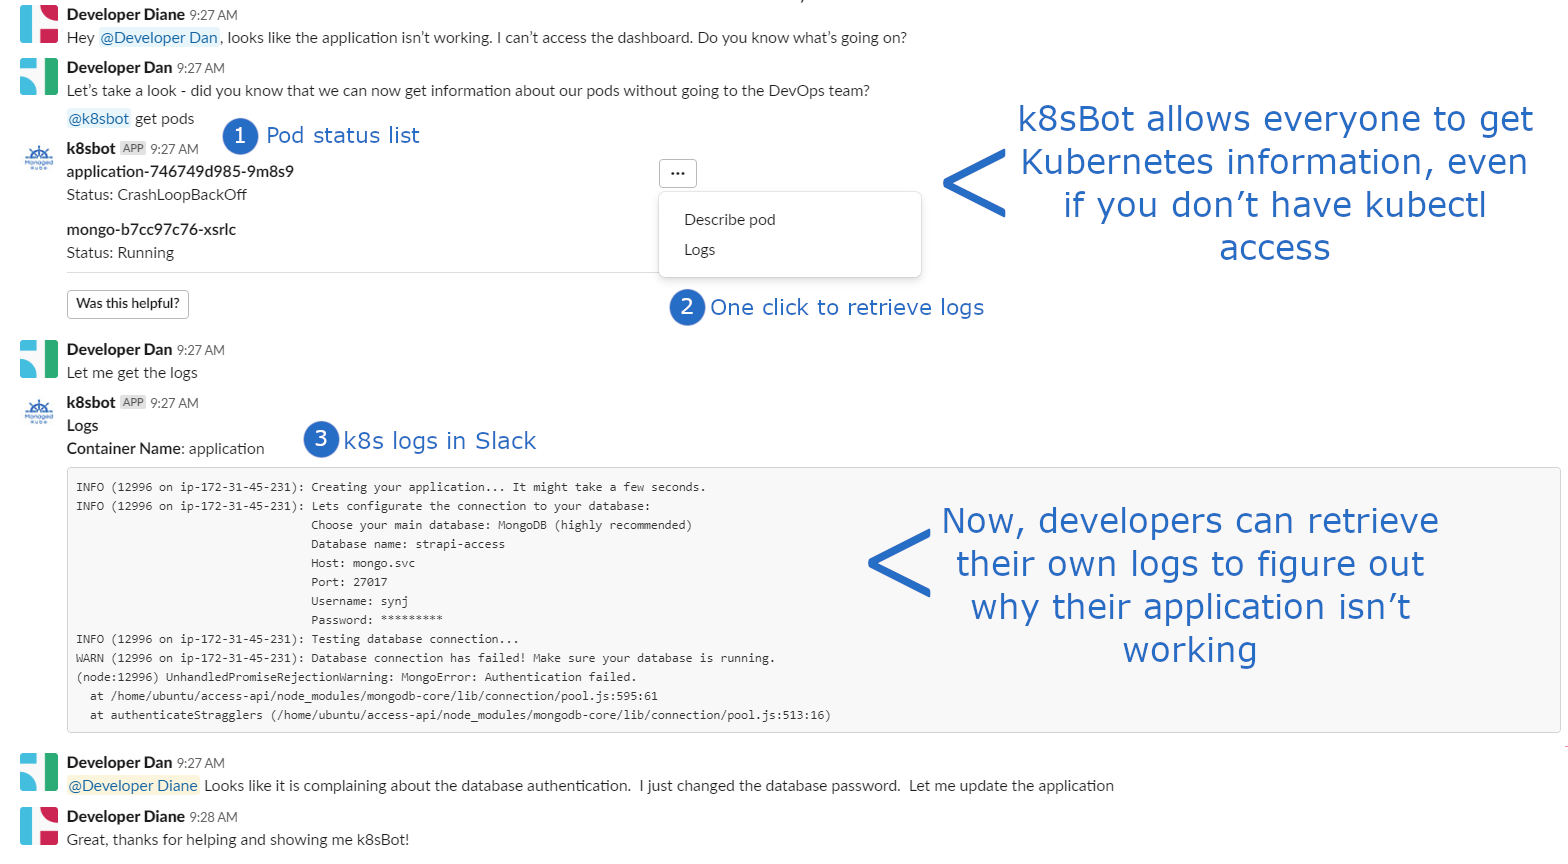 Developer Diane 9:27 AM
Hey @Developer Dan, looks like the application isn't working. I can't access the dashboard. Do you know what's going on?
Developer Dan 9:27 AM
Let's take a look - did you know that we can now get information about our pods without going to the DevOps team?
@k8sbot get pods
1 Pod status list
k8sbot APP 9:27 AM
application-746749d985-9m8s9
Status: CrashLoopBackOff
mongo-b7cc97c76-xsrlc
Status: Running
Was this helpful?
...
Describe pod
Logs
2 One click to retrieve logs
< k8sBot allows everyone to get
Kubernetes information, even
if you don't have kubectl
access
Developer Dan 9:27 AM
Let me get the logs
k8sbot APP 9:27 AM
Logs
Container Name: application
3 k8s logs in Slack
INFO (12996 on ip-172-31-45-231): Creating your application... It might take a few seconds.
INFO (12996 on ip-172-31-45-231): Lets configurate the connection to your database:
Choose your main database: MongoDB (highly recommended)
Database name: strapi-access
Host: mongo.svc
Port: 27017
Username: synj
Password: *********
INFO (12996 on ip-172-31-45-231): Testing database connection...
WARN (12996 on ip-172-31-45-231): Database connection has failed! Make sure your database is running.
(node:12996) UnhandledPromiseRejectionWarning: MongoError: Authentication failed.
at /home/ubuntu/access-api/node_modules/mongodb-core/lib/connection/pool.js:595:61
at authenticateStragglers (/home/ubuntu/access-api/node_modules/mongodb-core/lib/connection/pool.js:513:16)
< Now, developers can retrieve
their own logs to figure out
why their application isn't
working
Developer Dan 9:27 AM
@Developer Diane Looks like it is complaining about the database authentication. I just changed the database password. Let me update the application
Developer Diane 9:28 AM
Great, thanks for helping and showing me k8sBot!